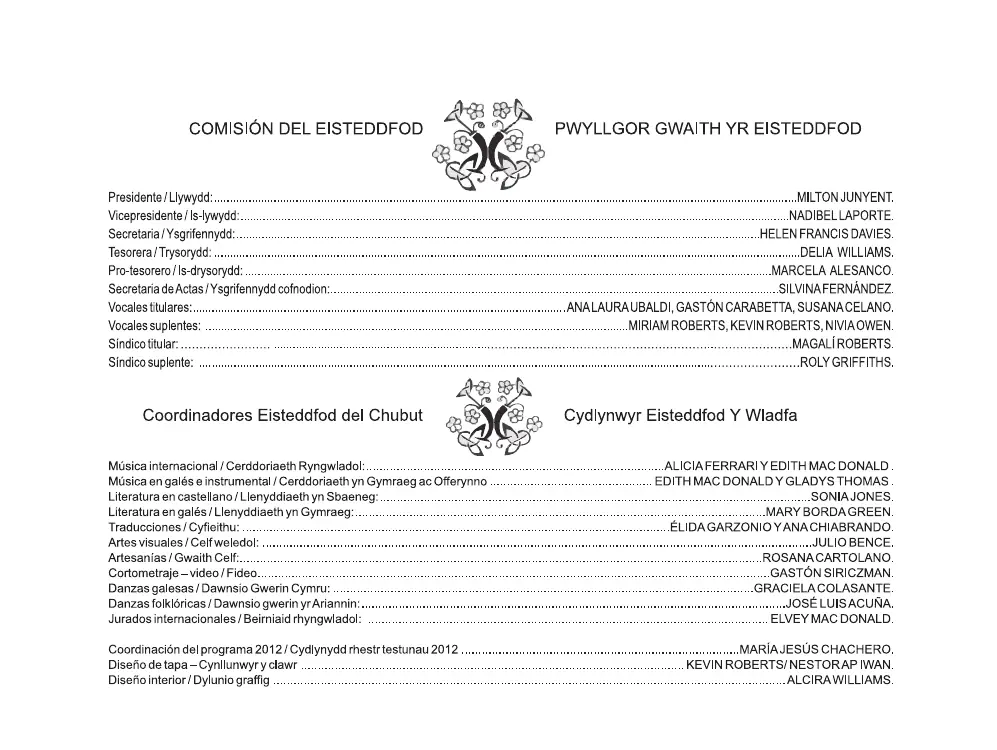 COMISIÓN DEL EISTEDDFOD PWYLLGOR GWAITH YR EISTEDDFOD
Presidente / Llywydd: MILTON JUNYENT.
Vicepresidente / Is-lywydd: NADIBEL LAPORTE.
Secretaria / Ysgrifennydd: HELEN FRANCIS DAVIES.
Tesorera / Trysorydd: DELIA WILLIAMS.
Pro-tesorero / Is-drysorydd: MARCELA ALESANCO.
Secretaria de Actas / Ysgrifennydd cofnodion: SILVINA FERNÁNDEZ.
Vocales titulares: ANA LAURA UBALDI, GASTÓN CARABETTA, SUSANA CELANO.
Vocales suplentes: MIRIAM ROBERTS, KEVIN ROBERTS, NIVIA OWEN.
Síndico titular: MAGALÍ ROBERTS.
Síndico suplente: ROLY GRIFFITHS.
Coordinadores Eisteddfod del Chubut Cydlynwyr Eisteddfod Y Wladfa
Música internacional / Cerddoriaeth Ryngwladol: ALICIA FERRARI Y EDITH MAC DONALD .
Música en galés e instrumental / Cerddoriaeth yn Gymraeg ac Offerynno EDITH MAC DONALD Y GLADYS THOMAS .
Literatura en castellano / Llenyddiaeth yn Sbaeneg: SONIA JONES.
Literatura en galés / Llenyddiaeth yn Gymraeg: MARY BORDA GREEN.
Traducciones / Cyfieithu: ÉLIDA GARZONIO Y ANA CHIABRANDO.
Artes visuales / Celf weledol: JULIO BENCE.
Artesanías / Gwaith Celf: ROSANA CARTOLANO.
Cortometraje – video / Fideo GASTÓN SIRICZMAN.
Danzas galesas / Dawnsio Gwerin Cymru: GRACIELA COLASANTE.
Danzas folklóricas / Dawnsio gwerin yr Ariannin: JOSÉ LUIS ACUÑA.
Jurados internacionales / Beirniaid rhyngwladol: ELVEY MAC DONALD.
Coordinación del programa 2012 / Cydlynydd rhestr testunau 2012 MARÍA JESÚS CHACHERO.
Diseño de tapa – Cynllunwyr y clawr KEVIN ROBERTS/ NESTOR AP IWAN.
Diseño interior / Dylunio graffig ALCIRA WILLIAMS.